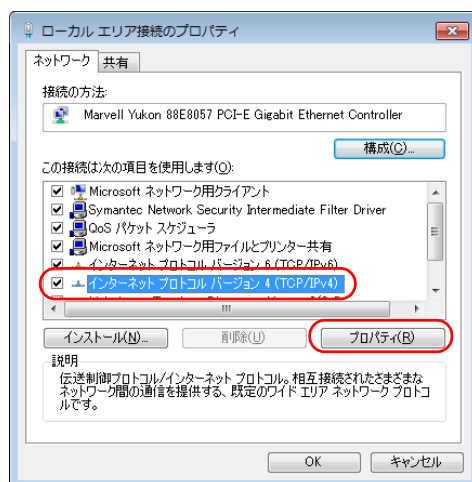 ローカル エリア接続のプロパティ
ネットワーク 共有
接続の方法:
Marvell Yukon 88E8057 PCI-E Gigabit Ethernet Controller
構成(C)...
この接続は次の項目を使用します(O):
Microsoft ネットワーク用クライアント
Symantec Network Security Intermediate Filter Driver
QoS パケット スケジューラ
Microsoft ネットワーク用ファイルとプリンター共有
インターネット プロトコル バージョン 6 (TCP/IPv6)
インターネット プロトコル バージョン 4 (TCP/IPv4)
インストール(N)... 削除(U) プロパティ(R)
説明
伝送制御プロトコル/インターネット プロトコル。相互接続されたさまざまな
ネットワーク間の通信を提供する、既定のワイド エリア ネットワーク プロトコ
ルです。
OK キャンセル